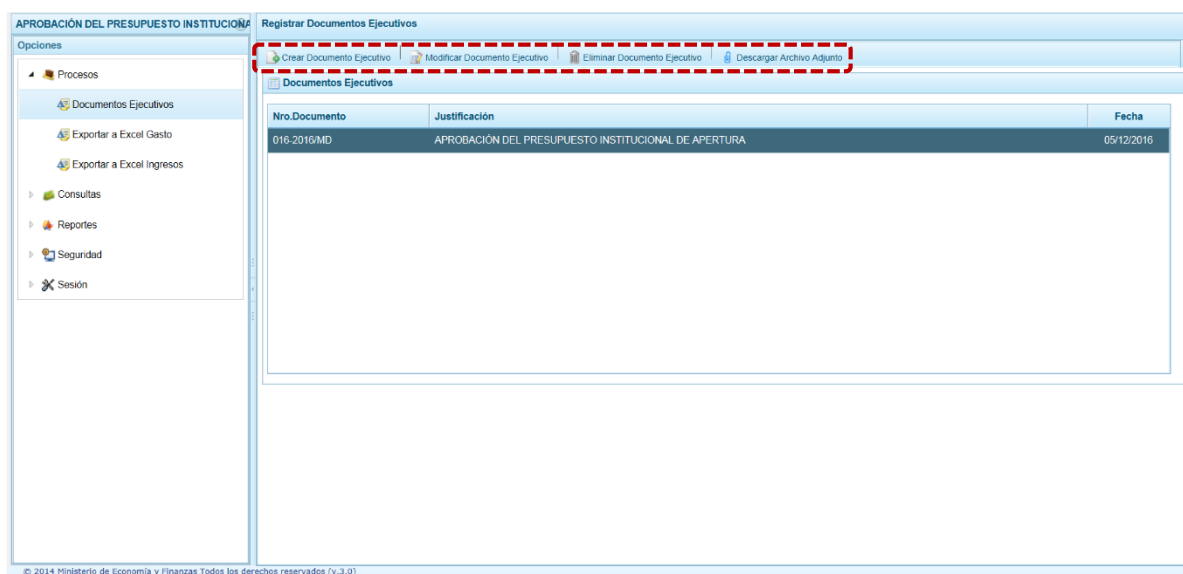 APROBACIÓN DEL PRESUPUESTO INSTITUCIONA
Opciones
Procesos
Documentos Ejecutivos
Exportar a Excel Gasto
Exportar a Excel Ingresos
Consultas
Reportes
Seguridad
Sesión
Registrar Documentos Ejecutivos
Crear Documento Ejecutivo Modificar Documento Ejecutivo Eliminar Documento Ejecutivo Descargar Archivo Adjunto
Documentos Ejecutivos
Nro.Documento Justificación Fecha
016-2016/MD APROBACIÓN DEL PRESUPUESTO INSTITUCIONAL DE APERTURA 05/12/2016
© 2014 Ministerio de Economía y Finanzas Todos los derechos reservados (v.3.0)